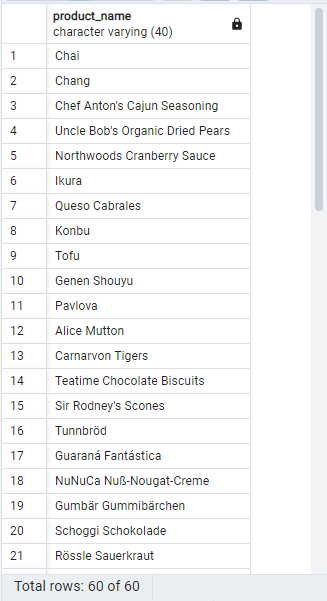 product_name
character varying (40)
1 Chai
2 Chang
3 Chef Anton's Cajun Seasoning
4 Uncle Bob's Organic Dried Pears
5 Northwoods Cranberry Sauce
6 Ikura
7 Queso Cabrales
8 Konbu
9 Tofu
10 Genen Shouyu
11 Pavlova
12 Alice Mutton
13 Carnarvon Tigers
14 Teatime Chocolate Biscuits
15 Sir Rodney's Scones
16 Tunnbröd
17 Guaraná Fantástica
18 NuNuCa Nuß-Nougat-Creme
19 Gumbär Gummibärchen
20 Schoggi Schokolade
21 Rössle Sauerkraut
Total rows: 60 of 60